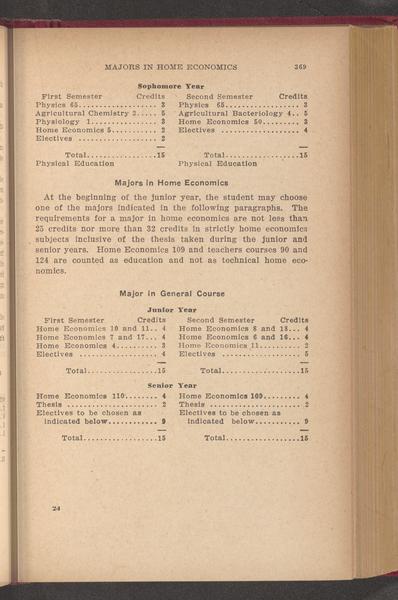 MAJORS IN HOME ECONOMICS 369
Sophomore Year
First Semester Credits Second Semester Credits
Physics 65.................. 3 Physics 65................. 3
Agricultural Chemistry 2..... 5 Agricultural Bacteriology 4.. 5
Physiology 1................ 3 Home Economics 50......... 3
Home Economics 5........... 2 Electives .................. 4
Electives .................. 2
Total................15 Total.................15
Physical Education Physical Education
Majors in Home Economics
At the beginning of the junior year, the student may choose
one of the majors indicated in the following paragraphs. The
requirements for a major in home economics are not less than
25 credits nor more than 32 credits in strictly home economics
subjects inclusive of the thesis taken during the junior and
senior years. Home Economics 109 and teachers courses 90 and
124 are counted as education and not as technical home eco-
nomics.
Major in General Course
Junior Year
First Semester Credits Second Semester Credits
Home Economics 10 and 11.. 4 Home Economics 8 and 18... 4
Home Economics 7 and 17... 4 Home Economics 6 and 16... 4
Home Economics 4.......... 3 Home Economics 11......... 2
Electives .................. 4 Electives .................. 5
Total................15 Total.................15
Senior Year
Home Economics 110....... 4 Home Economics 109........ 4
Thesis ..................... 2 Thesis ..................... 2
Electives to be chosen as Electives to be chosen as
indicated below........... 9 indicated below.......... 9
Total.................15 Total.................15
24